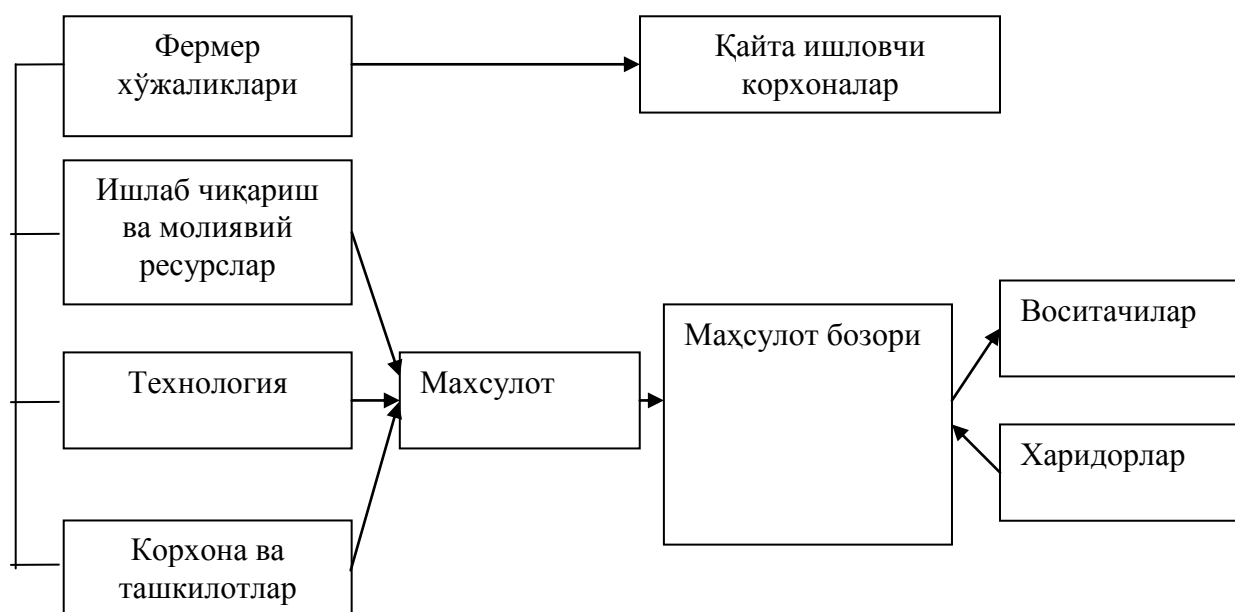 Фермер
хўжаликлари
Қайта ишловчи
корхоналар
Ишлаб чиқариш
ва молиявий
ресурслар
Воситачилар
Маҳсулот бозори
Технология
Махсулот
Харидорлар
Корхона ва
ташкилотлар